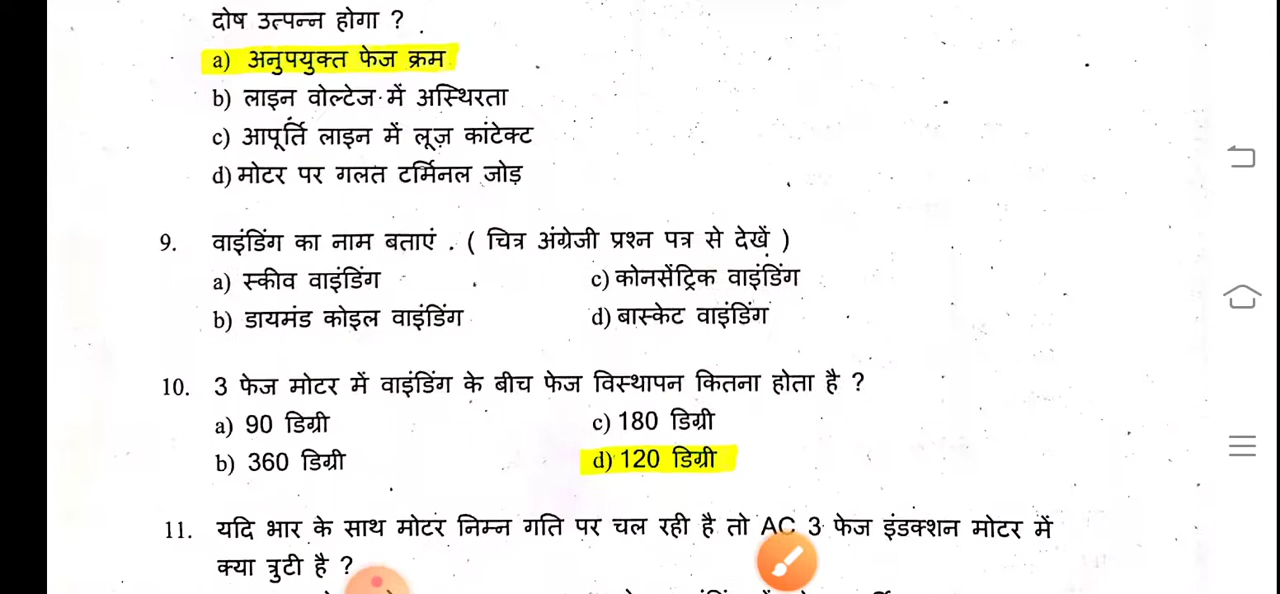 दोष उत्पन्न होगा ?
a) अनुपयुक्त फेज क्रम
b) लाइन वोल्टेज में अस्थिरता
c) आपूर्ति लाइन में लूज़ कांटेक्ट
d) मोटर पर गलत टर्मिनल जोड़
9. वाइंडिंग का नाम बताएं . ( चित्र अंग्रेजी प्रश्न पत्र से देखें )
a) स्कीव वाइंडिंग c) कोनसेंट्रिक वाइंडिंग
b) डायमंड कोइल वाइंडिंग d) बास्केट वाइंडिंग
10. 3 फेज मोटर में वाइंडिंग के बीच फेज विस्थापन कितना होता है ?
a) 90 डिग्री c) 180 डिग्री
b) 360 डिग्री d) 120 डिग्री
11. यदि भार के साथ मोटर निम्न गति पर चल रही है तो AC 3 फेज इंडक्शन मोटर में
क्या त्रुटी है ?